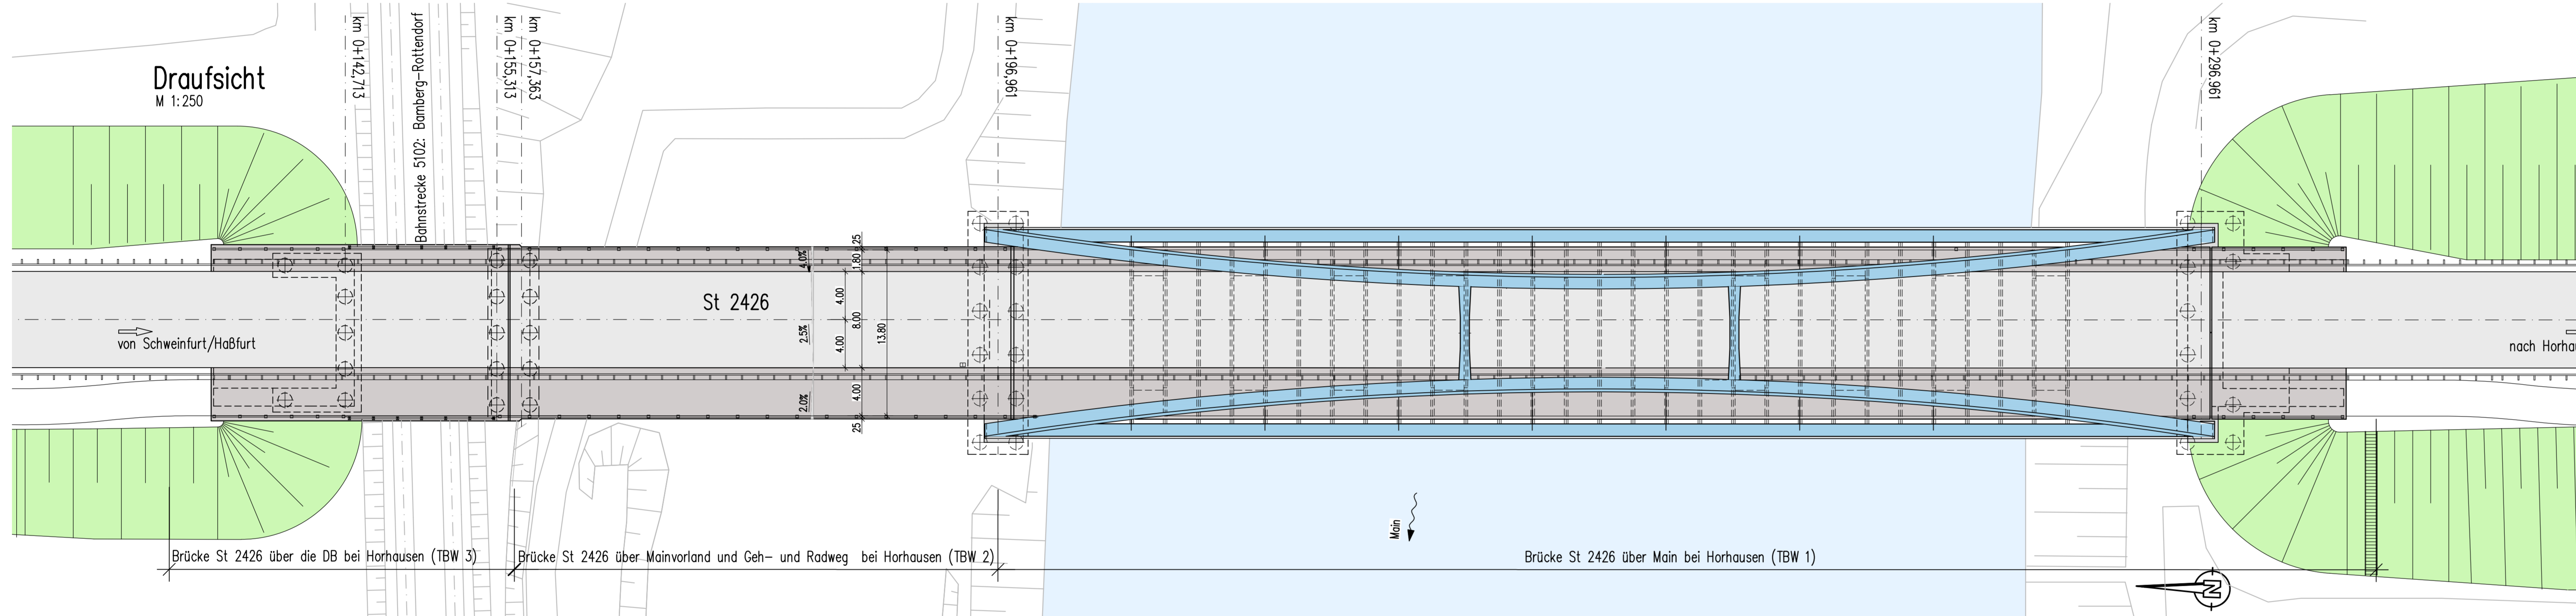 Draufsicht
M 1:250
km 0+142,713
Bahnstrecke 5102: Bamberg-Rottendorf
km 0+155,313
km 0+157,363
km 0+196,961
km 0+296.961
St 2426
von Schweinfurt/Haßfurt
4.0%
2.5%
2.0%
4.00
4.00
25
1.80
8.00
4.00
25
13.80
nach Horha
Main
Brücke St 2426 über die DB bei Horhausen (TBW 3)
Brücke St 2426 über Mainvorland und Geh- und Radweg bei Horhausen (TBW 2)
Brücke St 2426 über Main bei Horhausen (TBW 1)
N